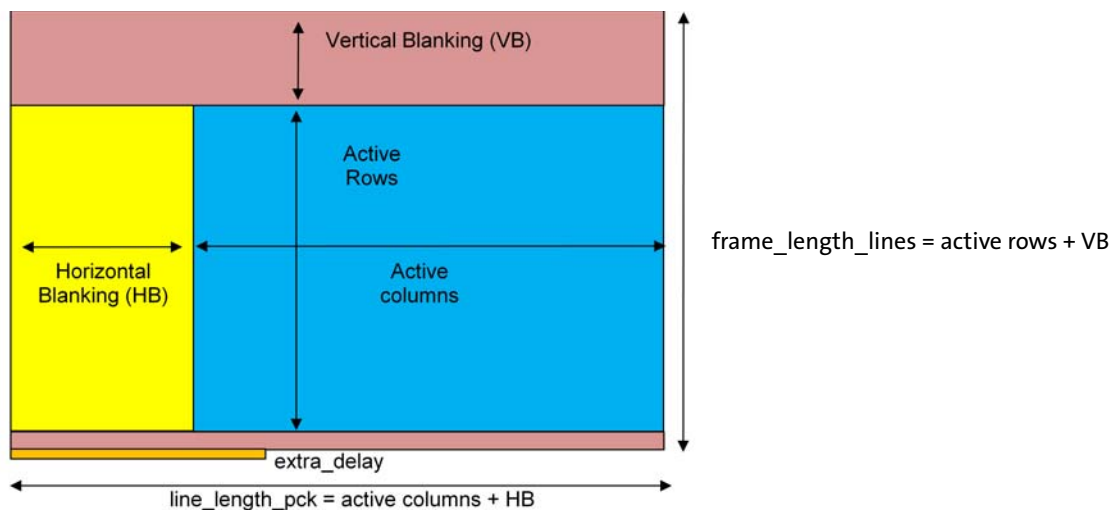 Vertical Blanking (VB)
Active
Rows
frame_length_lines = active rows + VB
Horizontal
Blanking (HB)
Active
columns
extra_delay
line_length_pck = active columns + HB